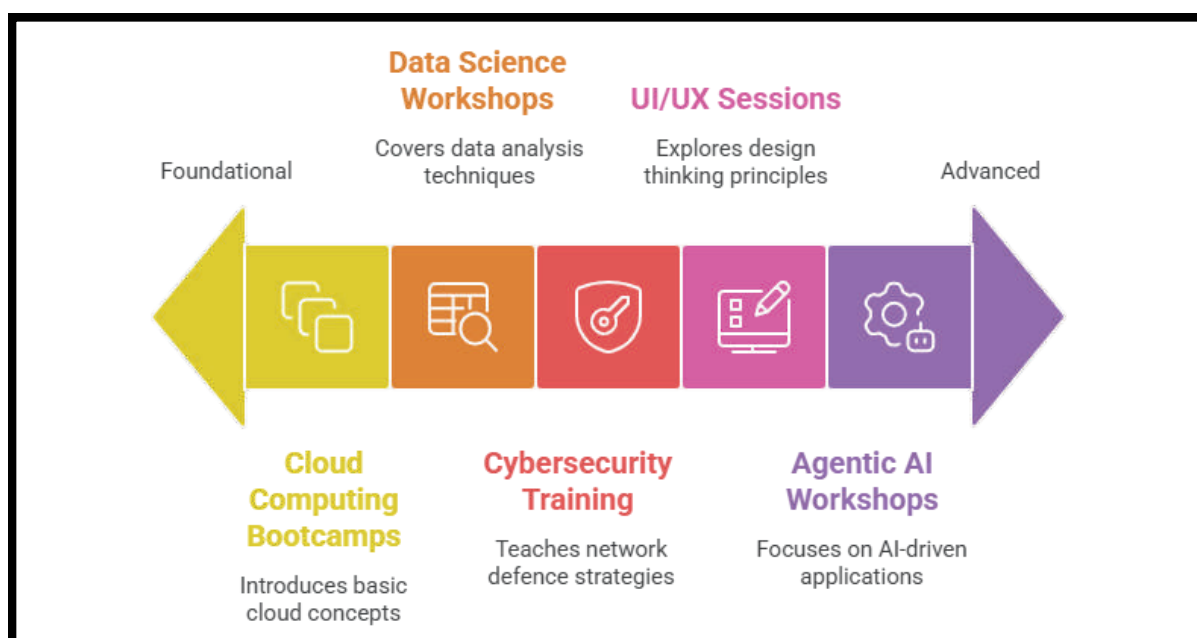 Data Science
Workshops
Covers data analysis
techniques
UI/UX Sessions
Explores design
thinking principles
Foundational
Advanced
Cloud
Computing
Bootcamps
Introduces basic
cloud concepts
Cybersecurity
Training
Teaches network
defence strategies
Agentic AI
Workshops
Focuses on AI-driven
applications